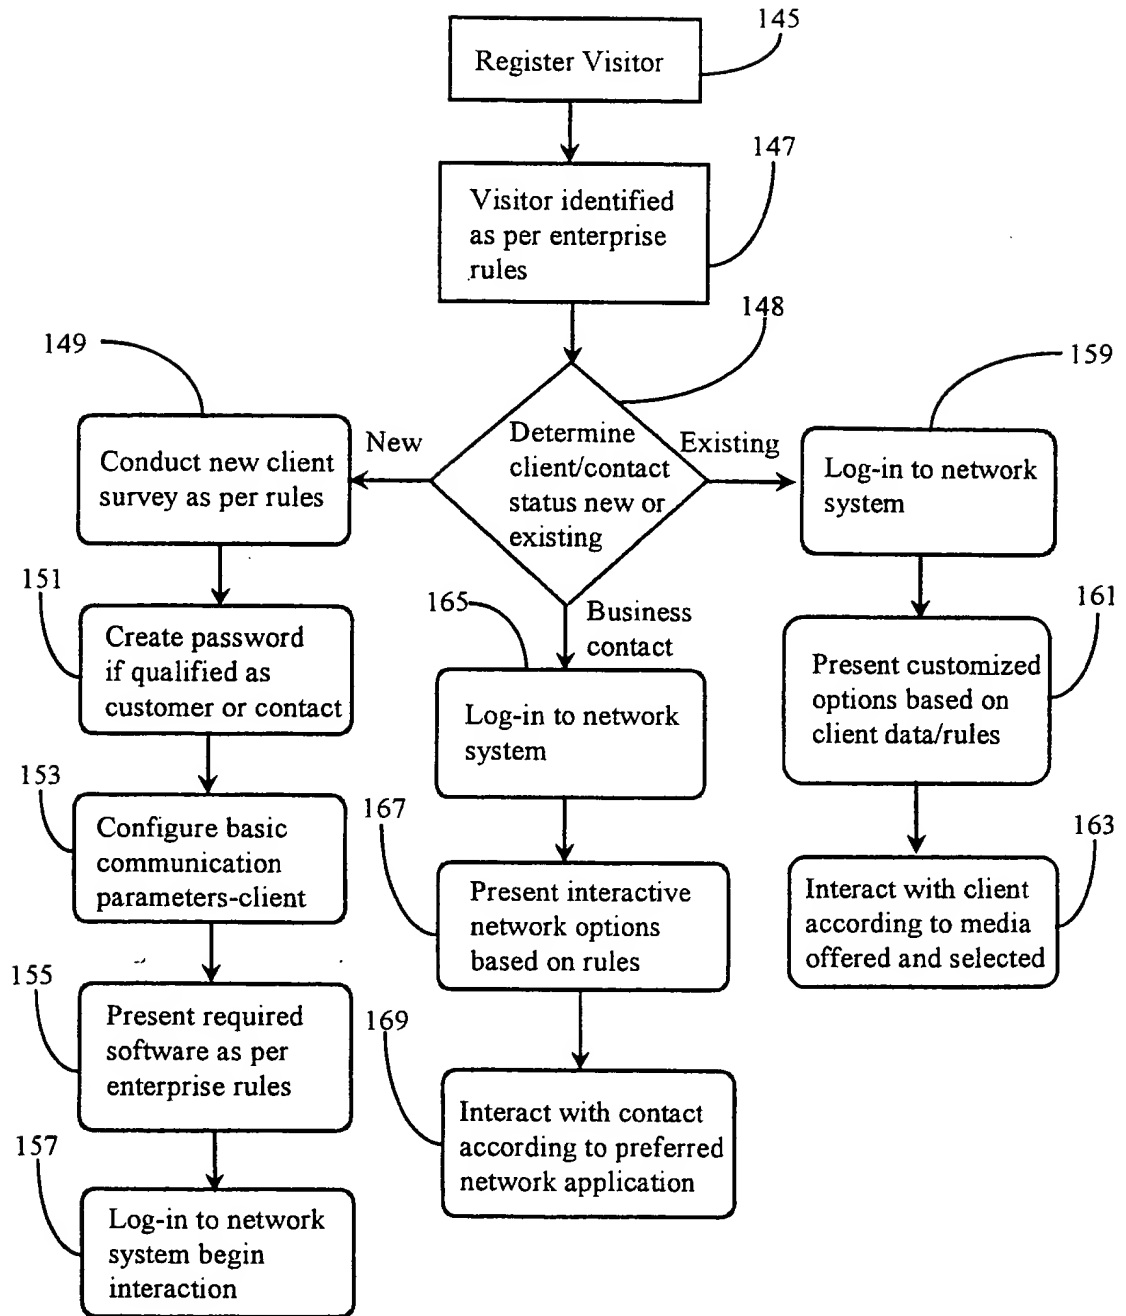 145
Register Visitor
147
Visitor identified
as per enterprise
rules
148
149
159
New
Determine
client/contact
status new or
existing
Existing
Conduct new client
survey as per rules
Log-in to network
system
151
165
Business
contact
161
Create password
if qualified as
customer or contact
Log-in to network
system
Present customized
options based on
client data/rules
153
167
163
Configure basic
communication
parameters-client
Present interactive
network options
based on rules
Interact with client
according to media
offered and selected
155
169
Present required
software as per
enterprise rules
Interact with contact
according to preferred
network application
157
Log-in to network
system begin
interaction